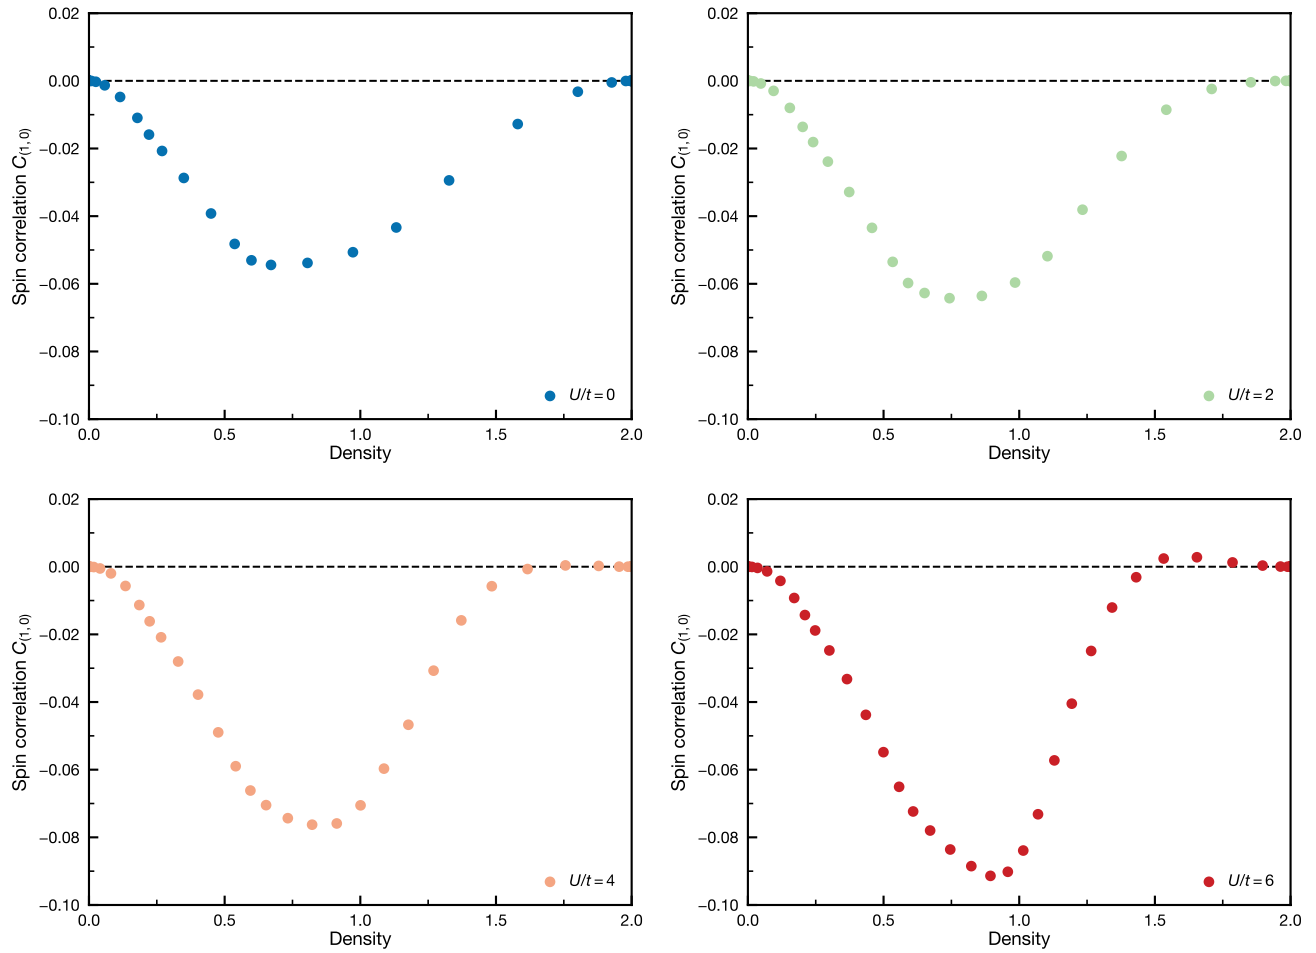 0.02
0.00
−0.02
−0.04
−0.06
−0.08
−0.10
Spin correlation C(1, 0)
0.0 0.5 1.0 1.5 2.0
Density
U/t = 0
0.02
0.00
−0.02
−0.04
−0.06
−0.08
−0.10
Spin correlation C(1, 0)
0.0 0.5 1.0 1.5 2.0
Density
U/t = 2
0.02
0.00
−0.02
−0.04
−0.06
−0.08
−0.10
Spin correlation C(1, 0)
0.0 0.5 1.0 1.5 2.0
Density
U/t = 4
0.02
0.00
−0.02
−0.04
−0.06
−0.08
−0.10
Spin correlation C(1, 0)
0.0 0.5 1.0 1.5 2.0
Density
U/t = 6